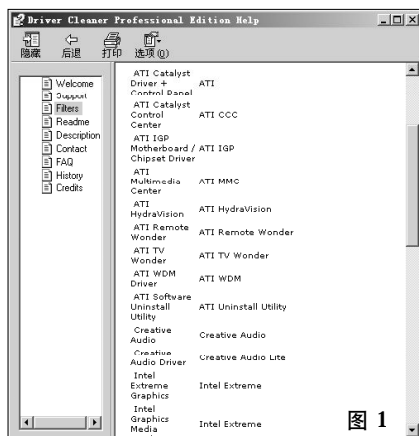 Driver Cleaner Professional Edition Help
隐藏 后退 打印 选项(O)
Welcome
Support
Filters
Readme
Description
Contact
FAQ
History
Credits
ATI Catalyst
Driver + ATI
Control Panel
ATI Catalyst
Control ATI CCC
Center
ATI IGP
Motherboard / ATI IGP
Chipset Driver
ATI
Multimedia ATI MMC
Center
ATI
HydraVision ATI HydraVision
ATI Remote
Wonder ATI Remote Wonder
ATI TV
Wonder ATI TV Wonder
ATI WDM
Driver ATI WDM
ATI Software
Uninstall ATI Uninstall Utility
Utility
Creative
Audio Creative Audio
Creative
Audio Driver Creative Audio Lite
Intel
Extreme Intel Extreme
Graphics
Intel
Graphics
Media Intel Extreme
图 1